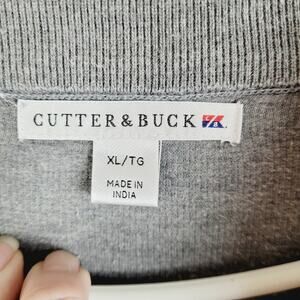 CUTTER & BUCK
XL/TG
MADE IN
INDIA